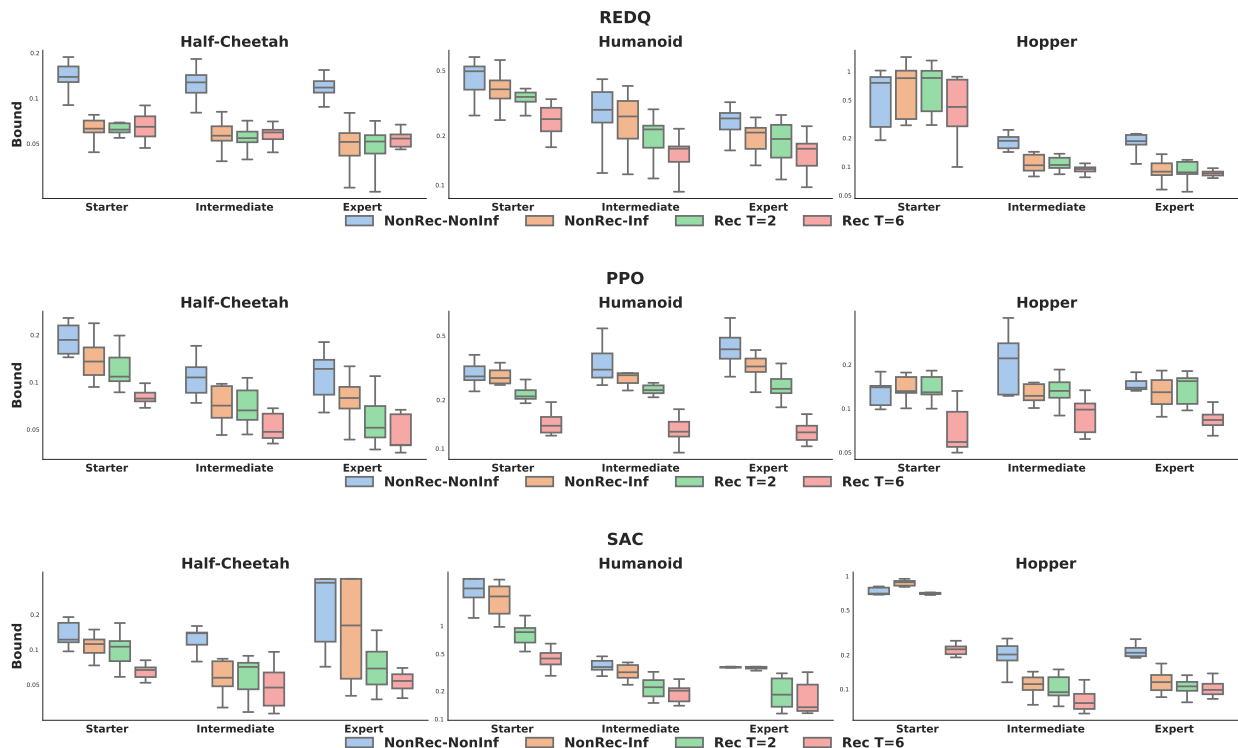 REDQ
Half-Cheetah
Humanoid
Hopper
Bound
0.2
0.1
0.05
0.5
0.2
0.1
1
0.5
0.2
0.1
0.05
Starter Intermediate Expert
Starter Intermediate Expert
Starter Intermediate Expert
NonRec-NonInf NonRec-Inf Rec T=2 Rec T=6
PPO
Half-Cheetah
Humanoid
Hopper
Bound
0.2
0.1
0.05
0.5
0.2
0.1
0.2
0.1
0.05
Starter Intermediate Expert
Starter Intermediate Expert
Starter Intermediate Expert
NonRec-NonInf NonRec-Inf Rec T=2 Rec T=6
SAC
Half-Cheetah
Humanoid
Hopper
Bound
0.2
0.1
0.05
1
0.5
0.2
0.1
1
0.5
0.2
0.1
Starter Intermediate Expert
Starter Intermediate Expert
Starter Intermediate Expert
NonRec-NonInf NonRec-Inf Rec T=2 Rec T=6